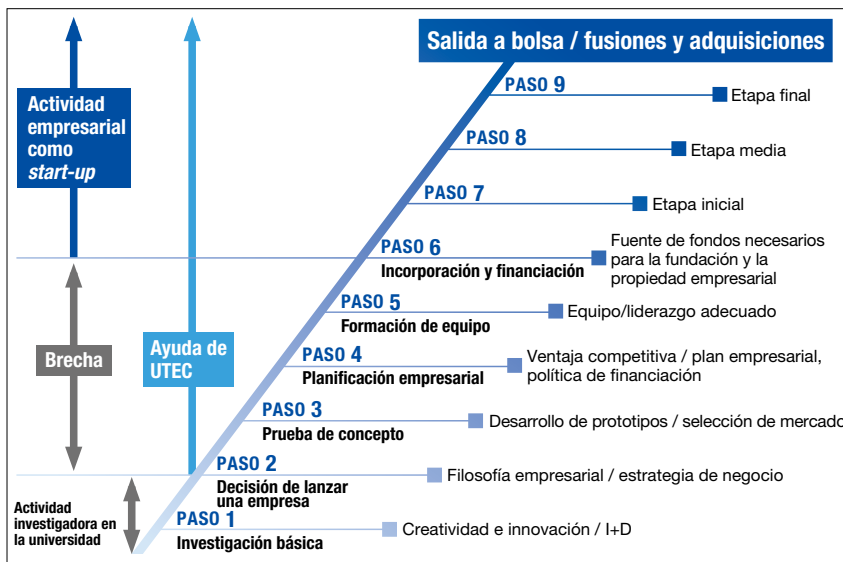 Salida a bolsa / fusiones y adquisiciones
PASO 9
Etapa final
Actividad
empresarial
como
start-up
PASO 8
Etapa media
PASO 7
Etapa inicial
PASO 6
Incorporación y financiación
Fuente de fondos necesarios
para la fundación y la
propiedad empresarial
PASO 5
Formación de equipo
Equipo/liderazgo adecuado
Brecha
Ayuda de
UTEC
PASO 4
Planificación empresarial
Ventaja competitiva / plan empresarial,
política de financiación
PASO 3
Prueba de concepto
Desarrollo de prototipos / selección de mercado
PASO 2
Decisión de lanzar
una empresa
Filosofía empresarial / estrategia de negocio
Actividad
investigadora en
la universidad
PASO 1
Investigación básica
Creatividad e innovación / I+D